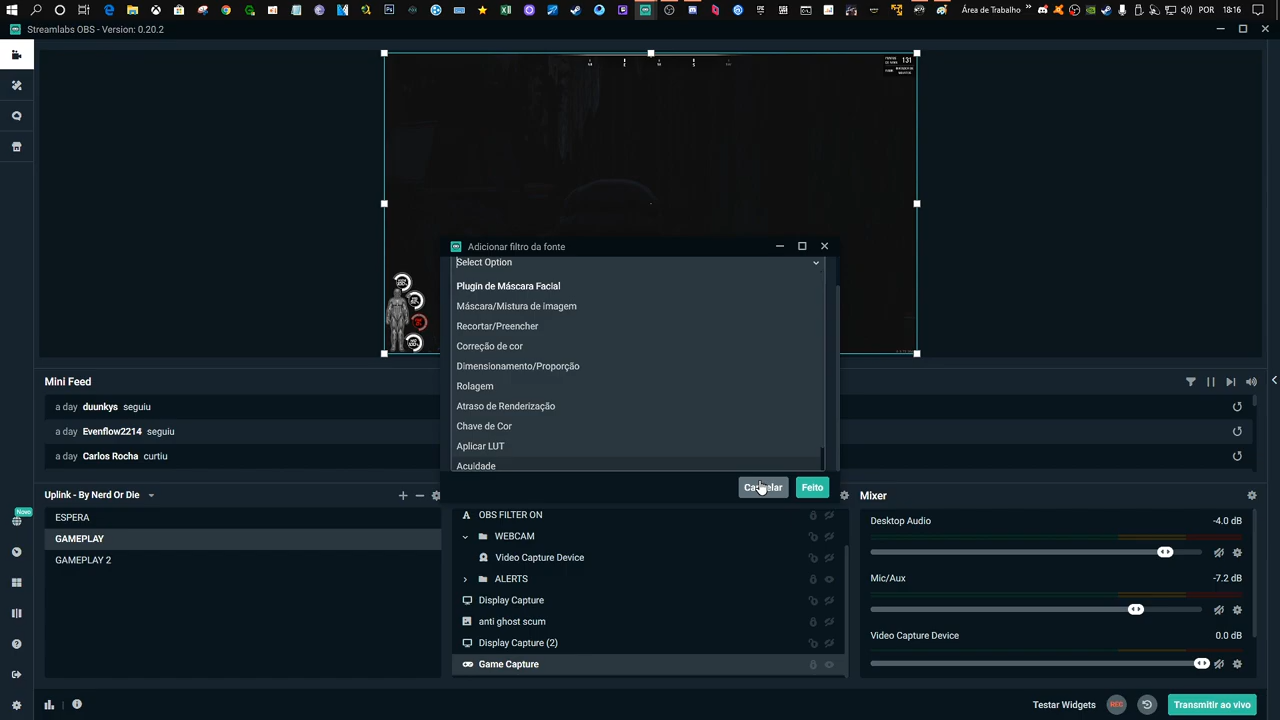 Área de Trabalho
POR
18:16
Streamlabs OBS - Version: 0.20.2
131
Adicionar filtro da fonte
Select Option
Plugin de Máscara Facial
Máscara/Mistura de Imagem
Recortar/Preencher
Correção de cor
Dimensionamento/Proporção
Rolagem
Atraso de Renderização
Chave de Cor
Aplicar LUT
Acuidade
Cancelar
Feito
Mini Feed
a day duunkys seguiu
a day Evenflow2214 seguiu
a day Carlos Rocha curtiu
Uplink - By Nerd Or Die
ESPERA
GAMEPLAY
GAMEPLAY 2
Novo
OBS FILTER ON
WEBCAM
Video Capture Device
ALERTS
Display Capture
anti ghost scum
Display Capture (2)
Game Capture
Mixer
Desktop Audio -4.0 dB
Mic/Aux -7.2 dB
Video Capture Device 0.0 dB
Testar Widgets
REC
Transmitir ao vivo